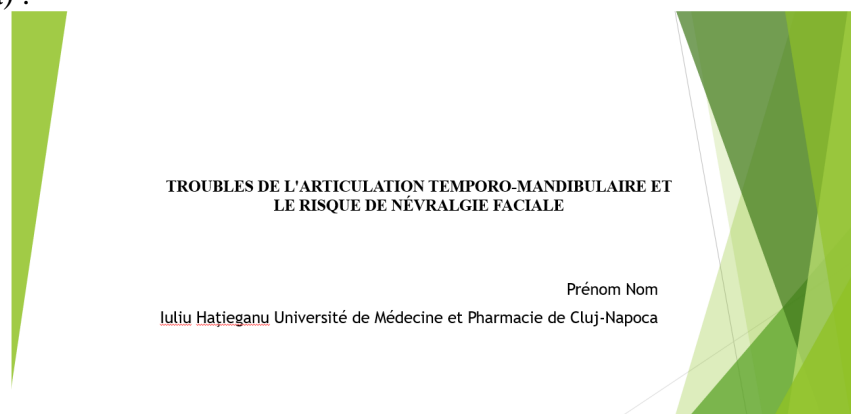 TROUBLES DE L'ARTICULATION TEMPORO-MANDIBULAIRE ET
LE RISQUE DE NÉVRALGIE FACIALE
Prénom Nom
Iuliu Hațieganu Université de Médecine et Pharmacie de Cluj-Napoca